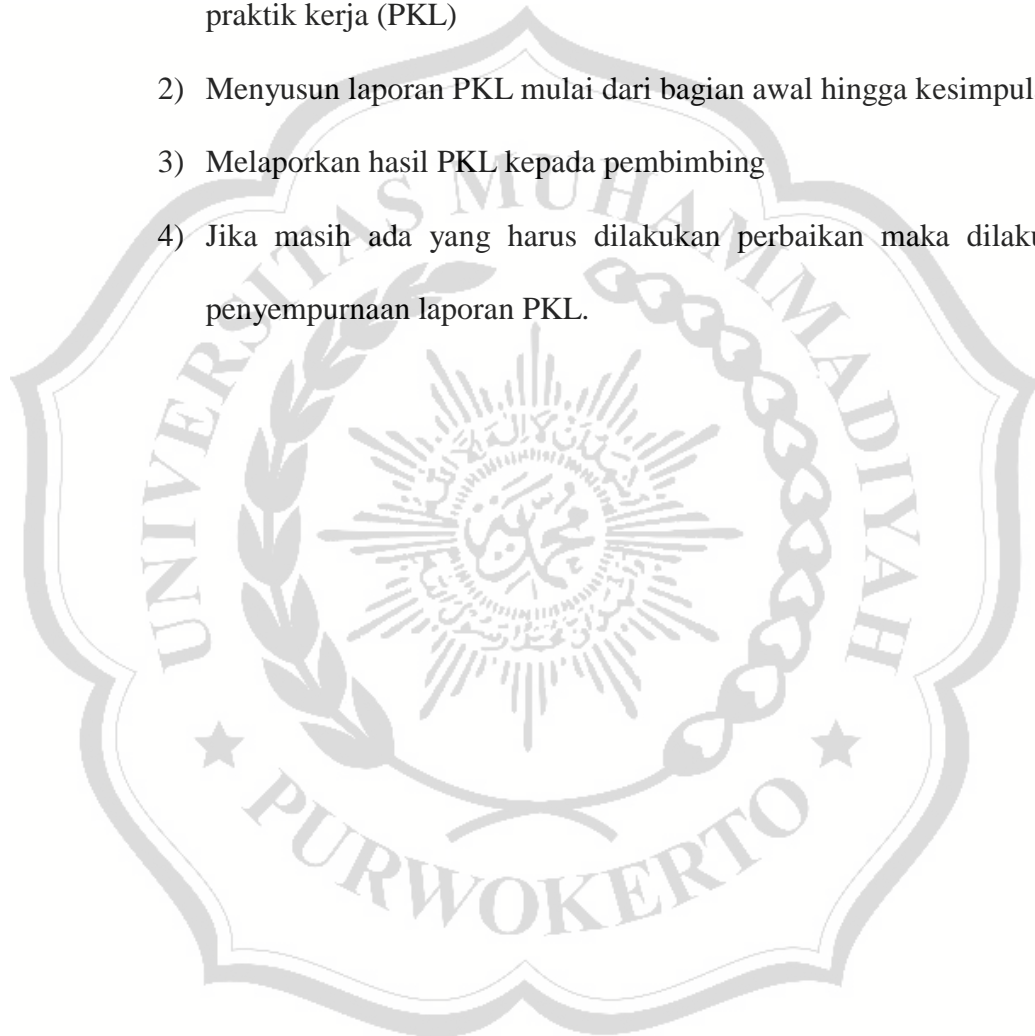 praktik kerja (PKL)
2) Menyusun laporan PKL mulai dari bagian awal hingga kesimpul
3) Melaporkan hasil PKL kepada pembimbing
4) Jika masih ada yang harus dilakukan perbaikan maka dilaku
penyempurnaan laporan PKL.
UNIVERSITAS MUHAMMADIYAH
PURWOKERTO